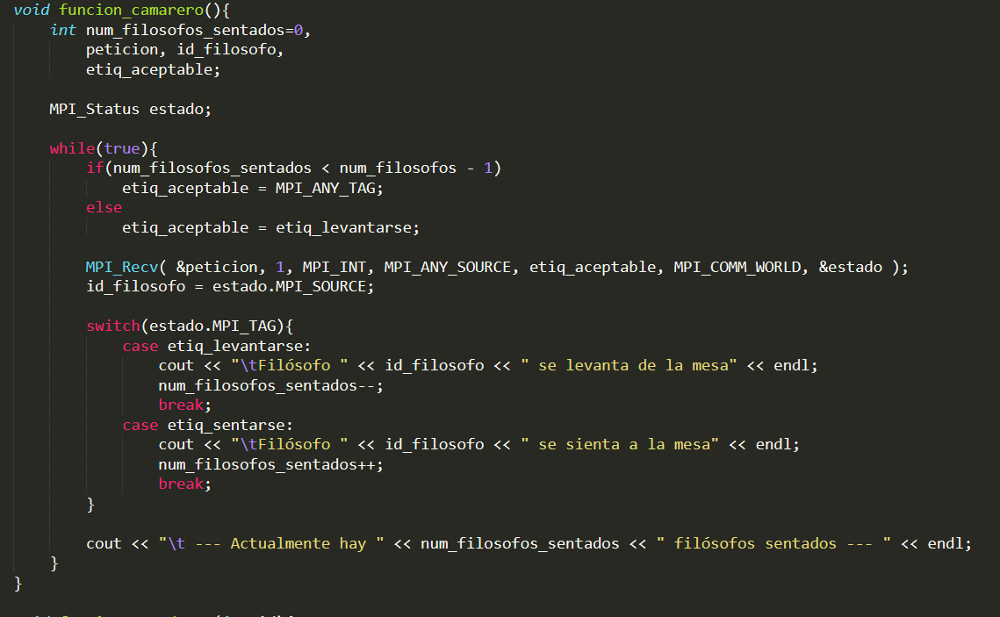 void funcion_camarero(){
int num_filosofos_sentados=0,
peticion, id_filosofo,
etiq_aceptable;
MPI_Status estado;
while(true){
if(num_filosofos_sentados < num_filosofos - 1)
etiq_aceptable = MPI_ANY_TAG;
else
etiq_aceptable = etiq_levantarse;
MPI_Recv( &peticion, 1, MPI_INT, MPI_ANY_SOURCE, etiq_aceptable, MPI_COMM_WORLD, &estado );
id_filosofo = estado.MPI_SOURCE;
switch(estado.MPI_TAG){
case etiq_levantarse:
cout << "\tFilósofo " << id_filosofo << " se levanta de la mesa" << endl;
num_filosofos_sentados--;
break;
case etiq_sentarse:
cout << "\tFilósofo " << id_filosofo << " se sienta a la mesa" << endl;
num_filosofos_sentados++;
break;
}
cout << "\t --- Actualmente hay " << num_filosofos_sentados << " filósofos sentados --- " << endl;
}
}